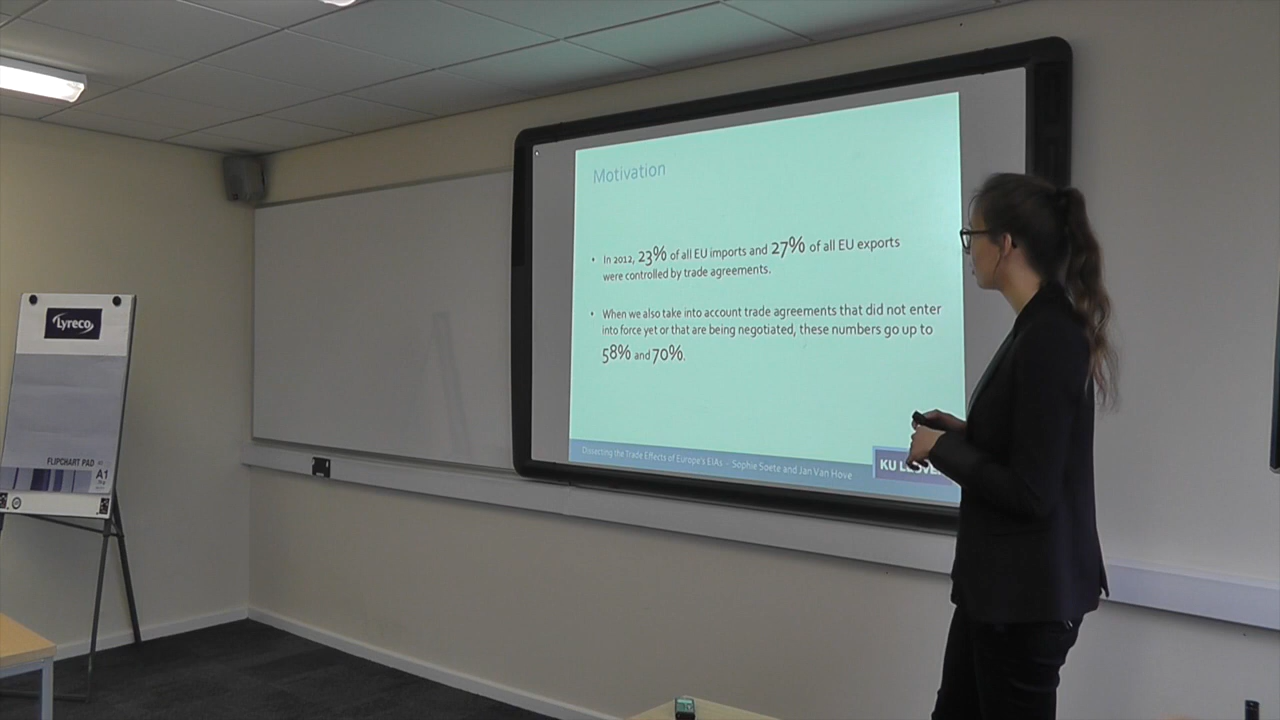 Lyreco
FLIPCHART PAD
A1
Motivation
• In 2012, 23% of all EU imports and 27% of all EU exports
were controlled by trade agreements.
• When we also take into account trade agreements that did not enter
into force yet or that are being negotiated, these numbers go up to
58% and 70%.
Dissecting the Trade Effects of Europe's EIAs - Sophie Soete and Jan Van Hove
KU